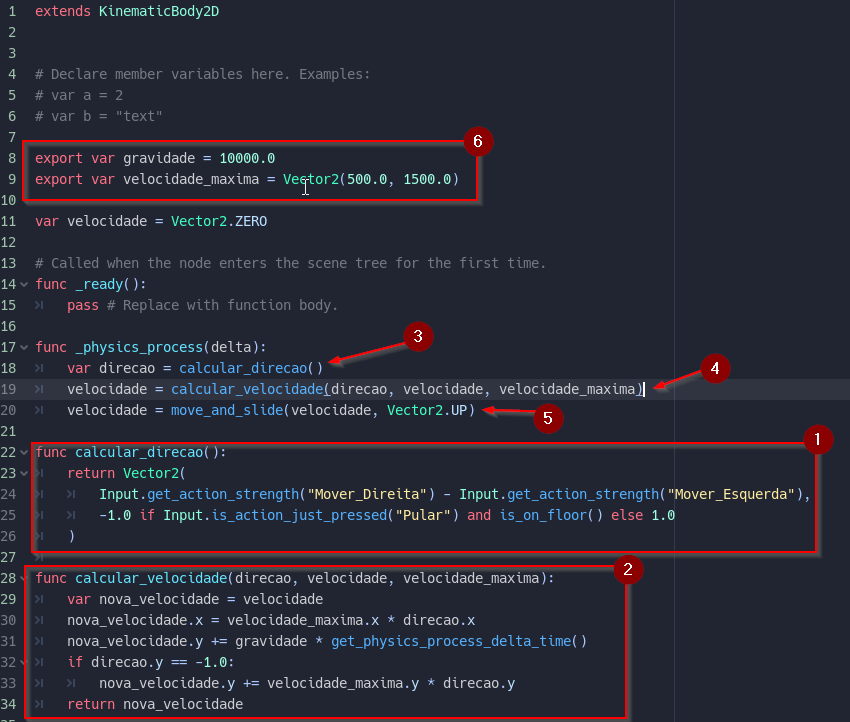 1 extends KinematicBody2D
2
3
4 # Declare member variables here. Examples:
5 # var a = 2
6 # var b = "text"
7
6
8 export var gravidade = 10000.0
9 export var velocidade_maxima = Vector2(500.0, 1500.0)
10
11 var velocidade = Vector2.ZERO
12
13 # Called when the node enters the scene tree for the first time.
14 func _ready():
15 pass # Replace with function body.
16
17 func _physics_process(delta):
3
18 var direcao = calcular_direcao()
4
19 velocidade = calcular_velocidade(direcao, velocidade, velocidade_maxima)
20 velocidade = move_and_slide(velocidade, Vector2.UP)
5
21
1
22 func calcular_direcao():
23 return Vector2(
24 Input.get_action_strength("Mover_Direita") - Input.get_action_strength("Mover_Esquerda"),
25 -1.0 if Input.is_action_just_pressed("Pular") and is_on_floor() else 1.0
26 )
27
2
28 func calcular_velocidade(direcao, velocidade, velocidade_maxima):
29 var nova_velocidade = velocidade
30 nova_velocidade.x = velocidade_maxima.x * direcao.x
31 nova_velocidade.y += gravidade * get_physics_process_delta_time()
32 if direcao.y == -1.0:
33 nova_velocidade.y += velocidade_maxima.y * direcao.y
34 return nova_velocidade